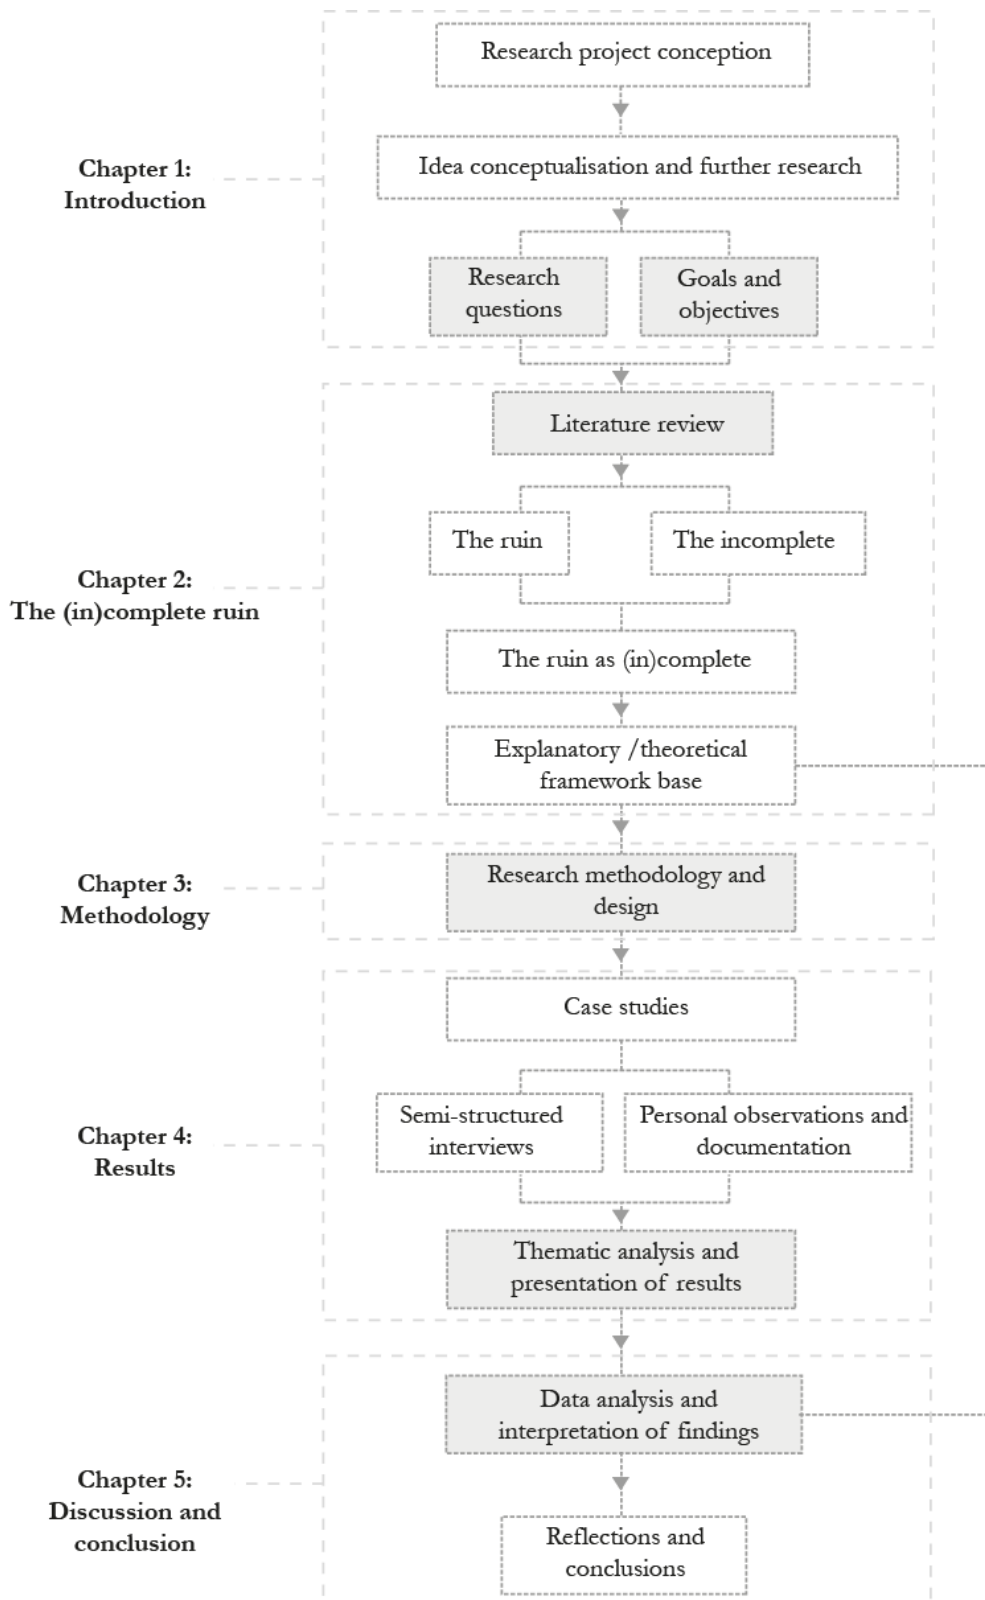 Research project conception
Idea conceptualisation and further research
Chapter 1:
Introduction
Research
questions
Goals and
objectives
Literature review
The ruin
The incomplete
Chapter 2:
The (in)complete ruin
The ruin as (in)complete
Explanatory /theoretical
framework base
Chapter 3:
Methodology
Research methodology and
design
Case studies
Chapter 4:
Results
Semi-structured
interviews
Personal observations and
documentation
Thematic analysis and
presentation of results
Data analysis and
interpretation of findings
Chapter 5:
Discussion and
conclusion
Reflections and
conclusions